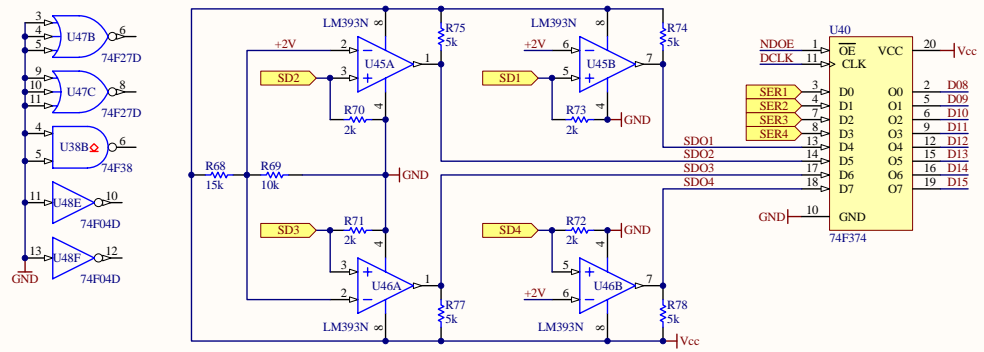 3
4
5
U47B
6
74F27D
9
10
11
U47C
8
74F27D
4
5
U38B
6
74F38
11
U48E
10
74F04D
13
U48F
12
74F04D
GND
LM393N
8
+2V
2
3
U45A
1
SD2
4
R70
2k
R75
5k
LM393N
8
+2V
6
5
U45B
7
SD1
4
R73
2k
GND
R74
5k
R68
15k
R69
10k
GND
SDO1
SDO2
SDO3
SDO4
SD3
R71
2k
4
3
2
U46A
1
LM393N
8
R77
5k
SD4
R72
2k
GND
4
5
+2V
6
U46B
7
LM393N
8
R78
5k
Vcc
U40
NDOE
1
OE
VCC
20
Vcc
DCLK
11
CLK
SER1
3
D0
O0
2
D08
SER2
4
D1
O1
5
D09
SER3
7
D2
O2
6
D10
SER4
8
D3
O3
9
D11
13
D4
O4
12
D12
14
D5
O5
15
D13
17
D6
O6
16
D14
18
D7
O7
19
D15
GND
10
GND
74F374